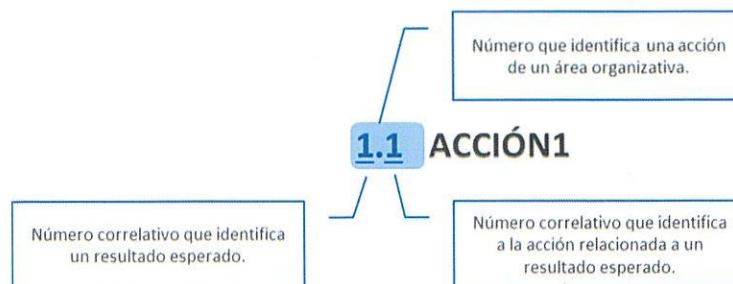 Número que identifica una acción
de un área organizativa.
1.1 ACCIÓN1
Número correlativo que identifica
un resultado esperado.
Número correlativo que identifica
a la acción relacionada a un
resultado esperado.